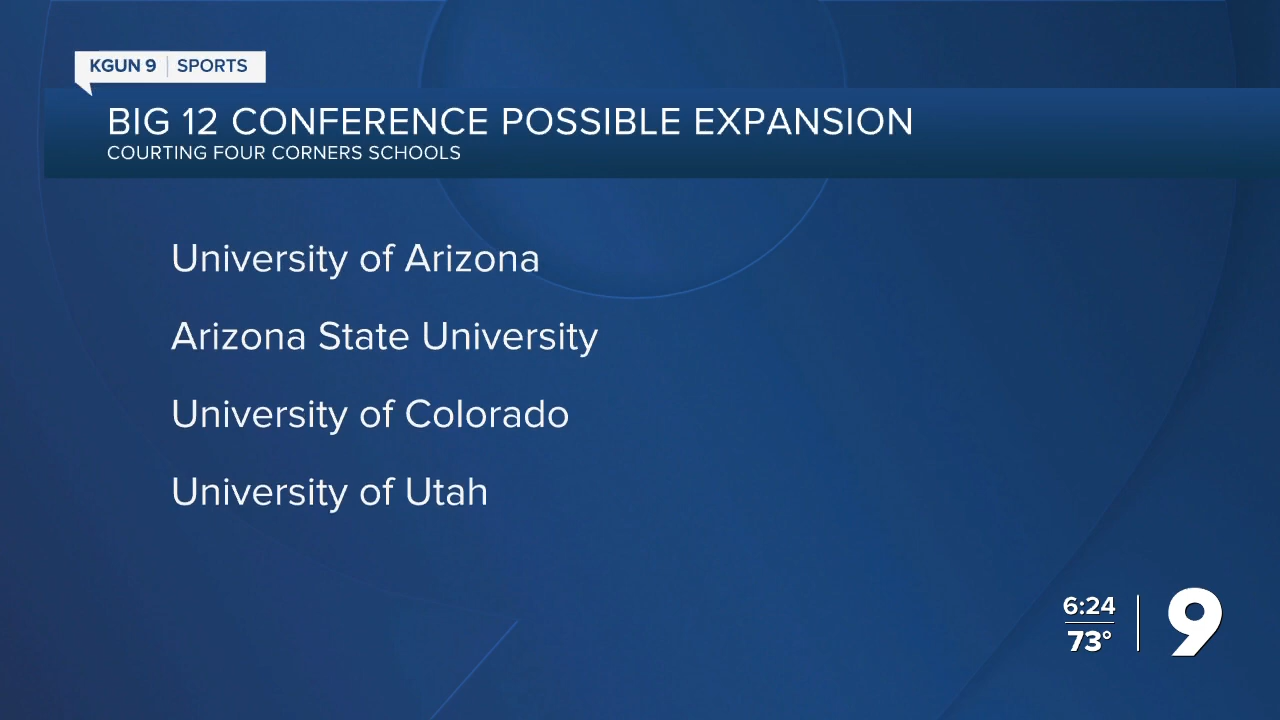 KGUN 9 | SPORTS
BIG 12 CONFERENCE POSSIBLE EXPANSION
COURTING FOUR CORNERS SCHOOLS
University of Arizona
Arizona State University
University of Colorado
University of Utah
6:24
73°
9